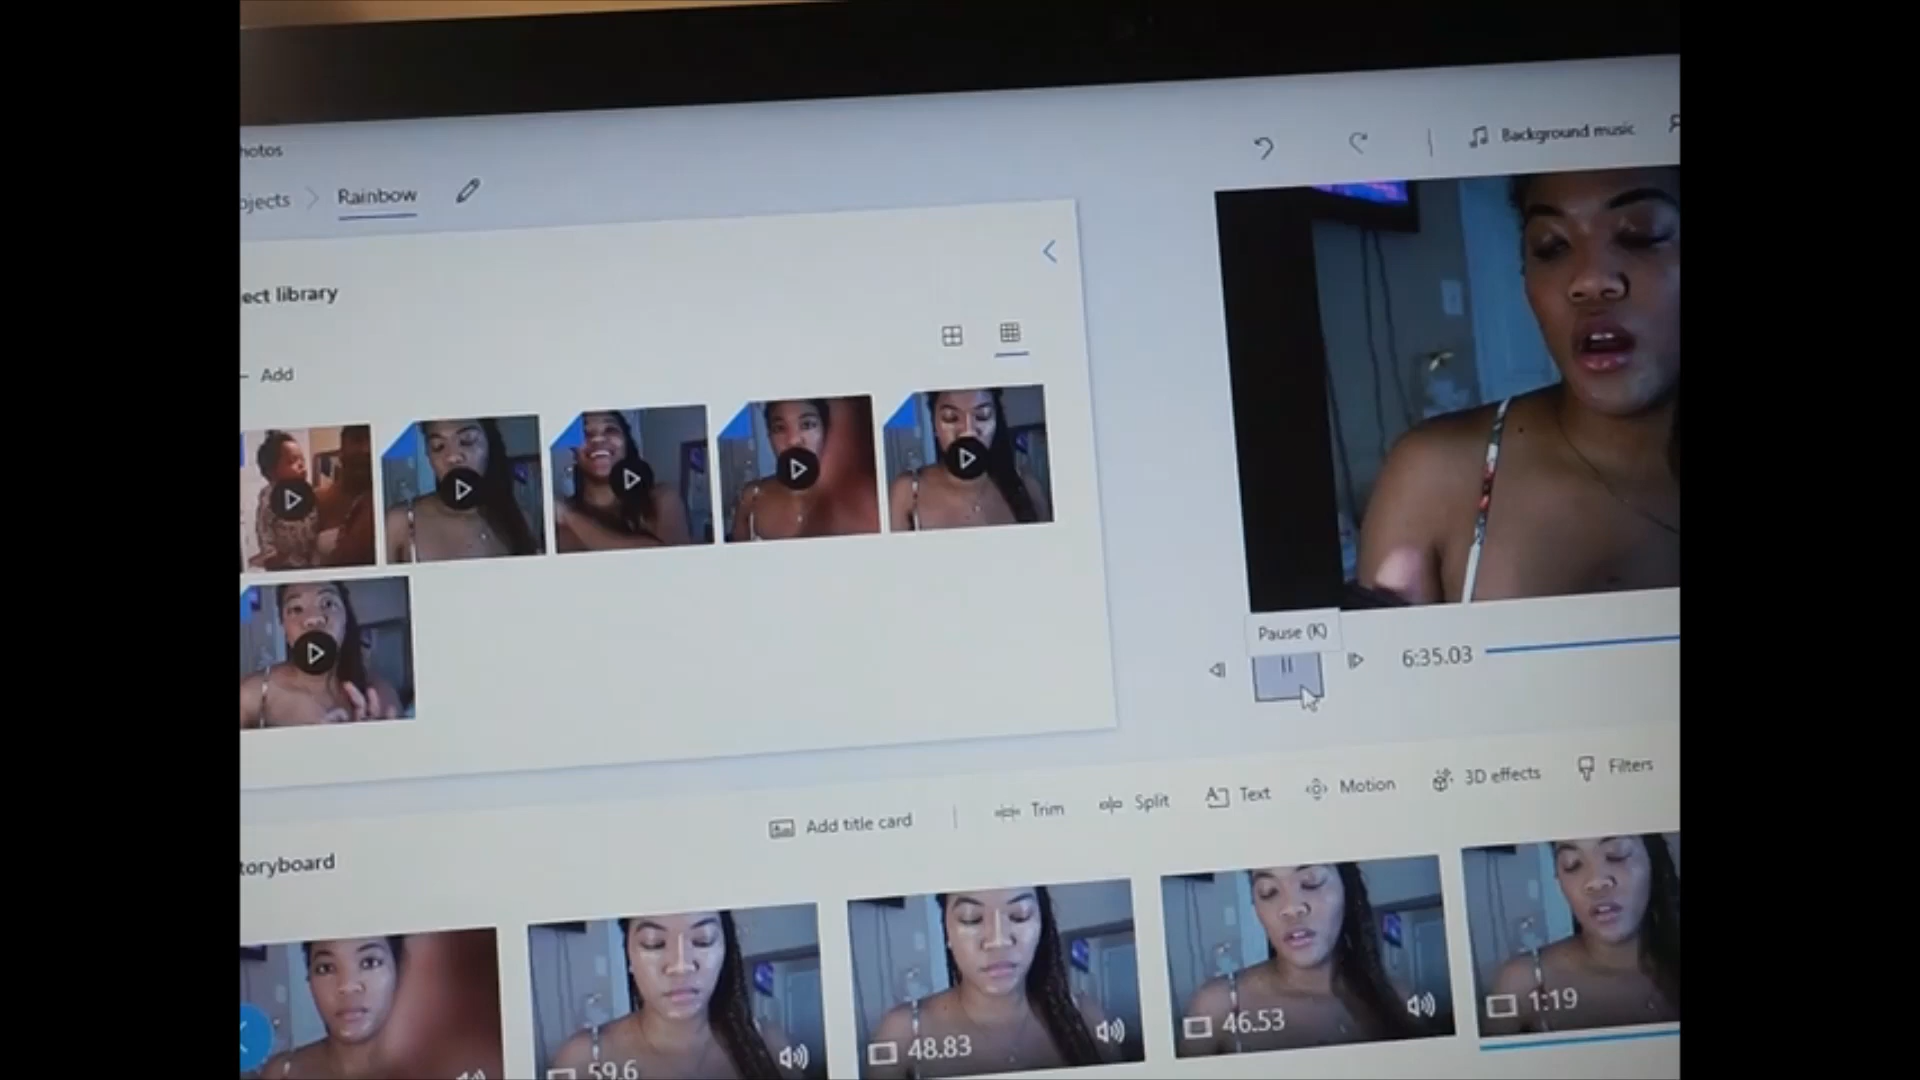 hotos
ojects > Rainbow
Background music
ect library
Add
Pause (K)
6:35.03
Add title card
Trim
Split
Text
Motion
3D effects
Filters
toryboard
59.6
48.83
46.53
1:19